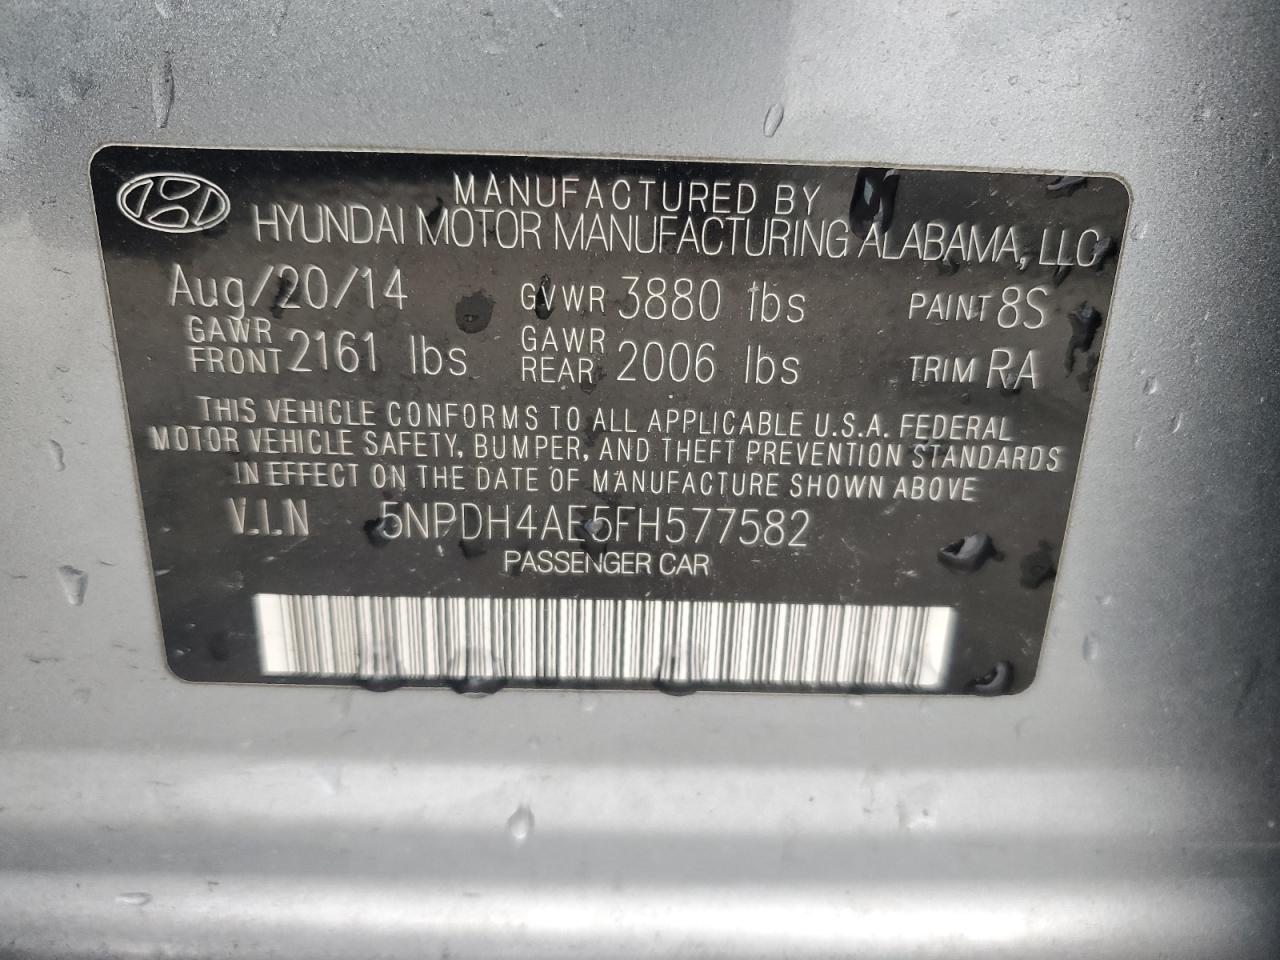 MANUFACTURED BY
HYUNDAI MOTOR MANUFACTURING ALABAMA, LLC
Aug/20/14 GVWR 3880 lbs PAINT 8S
GAWR FRONT 2161 lbs GAWR REAR 2006 lbs TRIM RA
THIS VEHICLE CONFORMS TO ALL APPLICABLE U.S.A. FEDERAL
MOTOR VEHICLE SAFETY, BUMPER, AND THEFT PREVENTION STANDARDS
IN EFFECT ON THE DATE OF MANUFACTURE SHOWN ABOVE
V.I.N 5NPDH4AE5FH577582
PASSENGER CAR